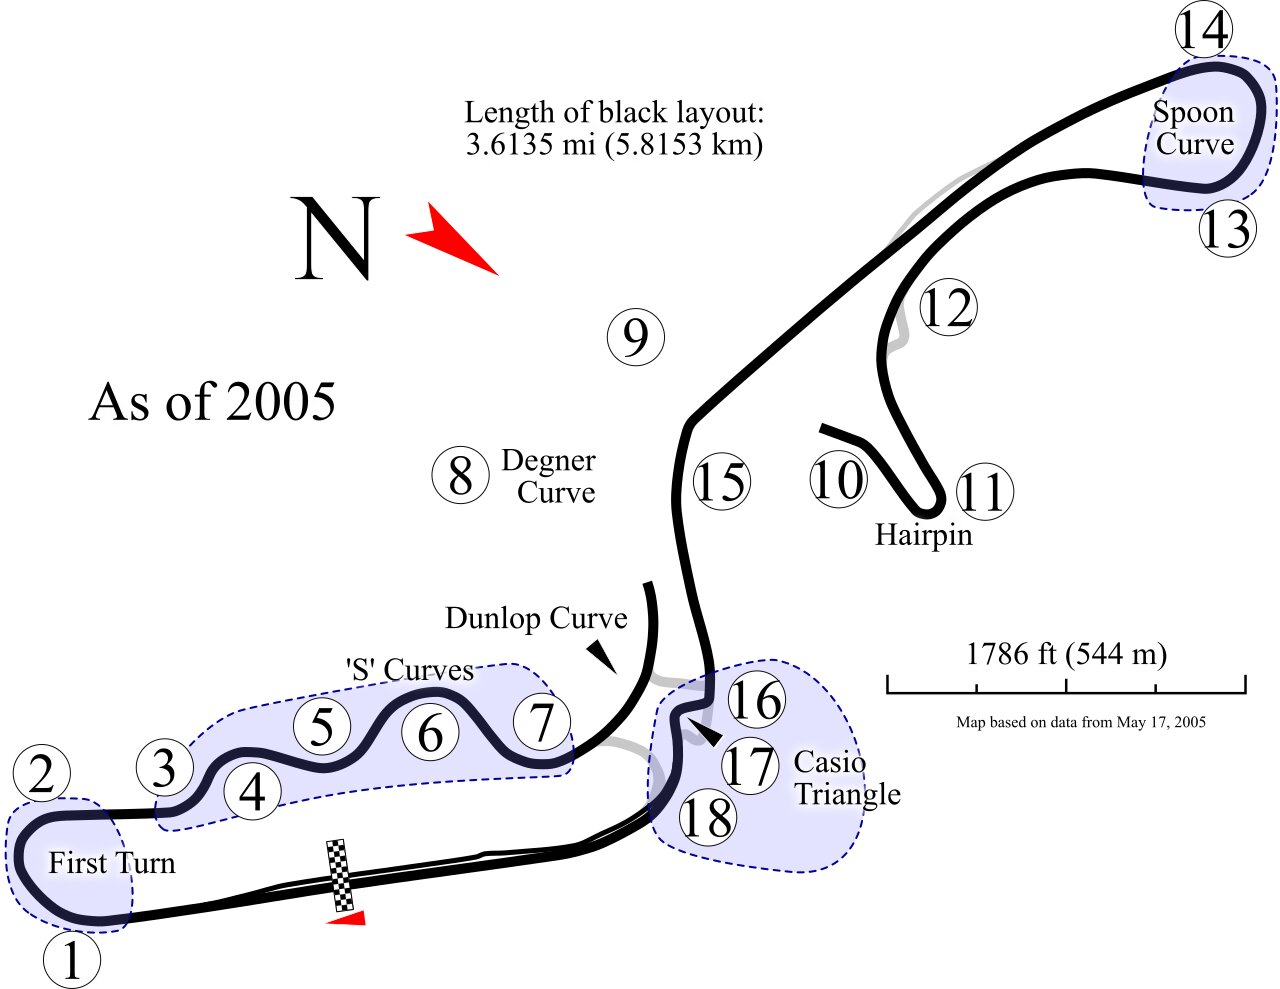 14
Length of black layout:
3.6135 mi (5.8153 km)
Spoon
Curve
N
13
12
9
As of 2005
8
Degner
Curve
15
10
11
Hairpin
Dunlop Curve
1786 ft (544 m)
Map based on data from May 17, 2005
'S' Curves
16
5
6
7
17
Casio
Triangle
2
3
4
18
First Turn
1